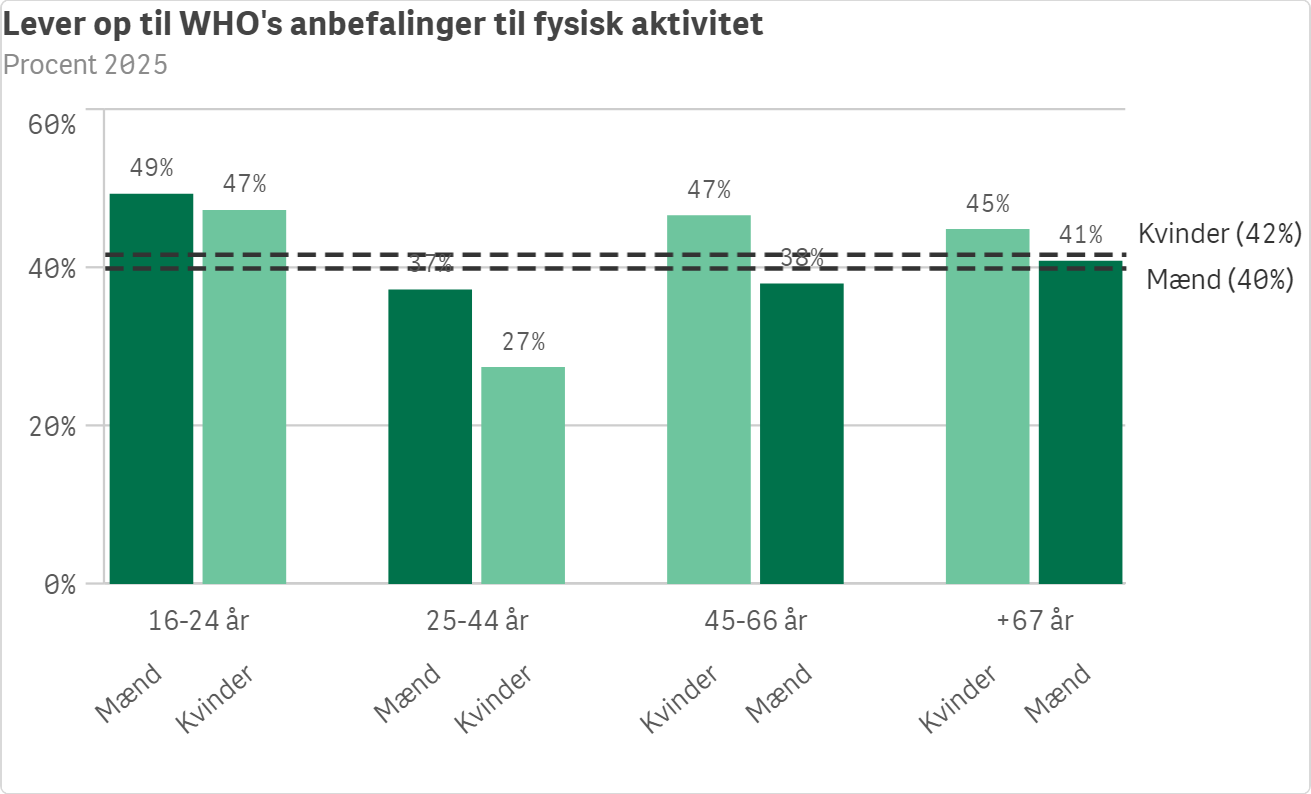 Lever op til WHO's anbefalinger til fysisk aktivitet
Procent 2025
60%
40%
20%
0%
49%
47%
37%
27%
47%
38%
45%
41%
Kvinder (42%)
Mænd (40%)
16-24 år
25-44 år
45-66 år
+67 år
Mænd
Kvinder
Mænd
Kvinder
Kvinder
Mænd
Kvinder
Mænd